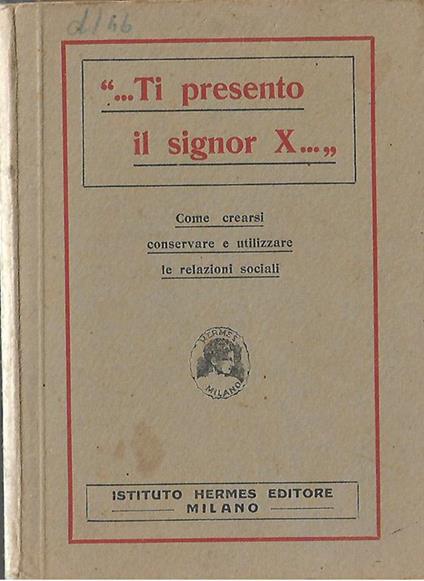 “...Ti presento
il signor X...„
Come crearsi
conservare e utilizzare
le relazioni sociali
HERMES
MILANO
ISTITUTO HERMES EDITORE
MILANO